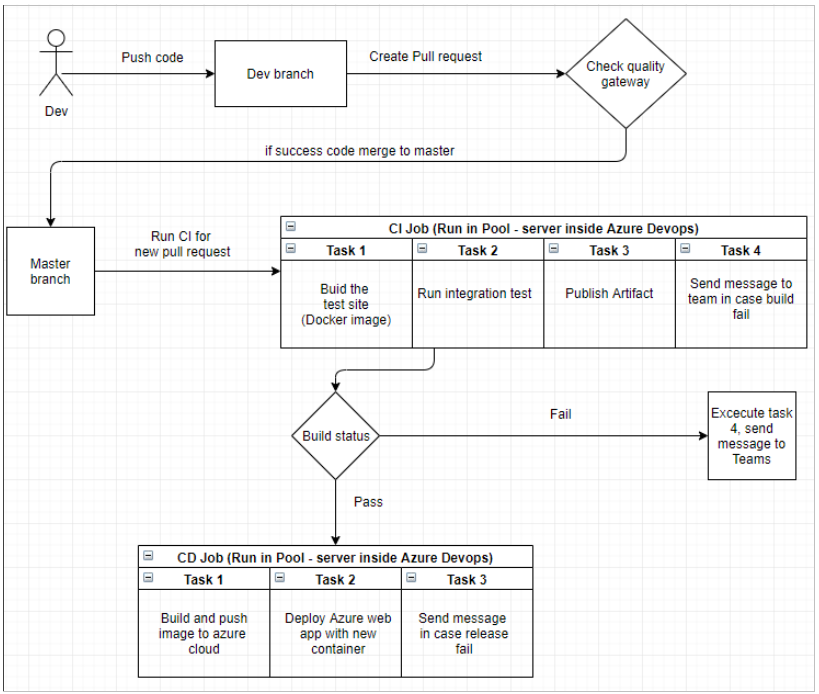 Push code
Dev branch
Create Pull request
Check quality
gateway
Dev
if success code merge to master
Master
branch
Run CI for
new pull request
CI Job (Run in Pool - server inside Azure Devops)
Task 1
Task 2
Task 3
Task 4
Buid the
test site
(Docker image)
Run integration test
Publish Artifact
Send message to
team in case build
fail
Build status
Fail
Excecute task
4, send
message to
Teams
Pass
CD Job (Run in Pool - server inside Azure Devops)
Task 1
Task 2
Task 3
Build and push
image to azure
cloud
Deploy Azure web
app with new
container
Send message
in case release
fail